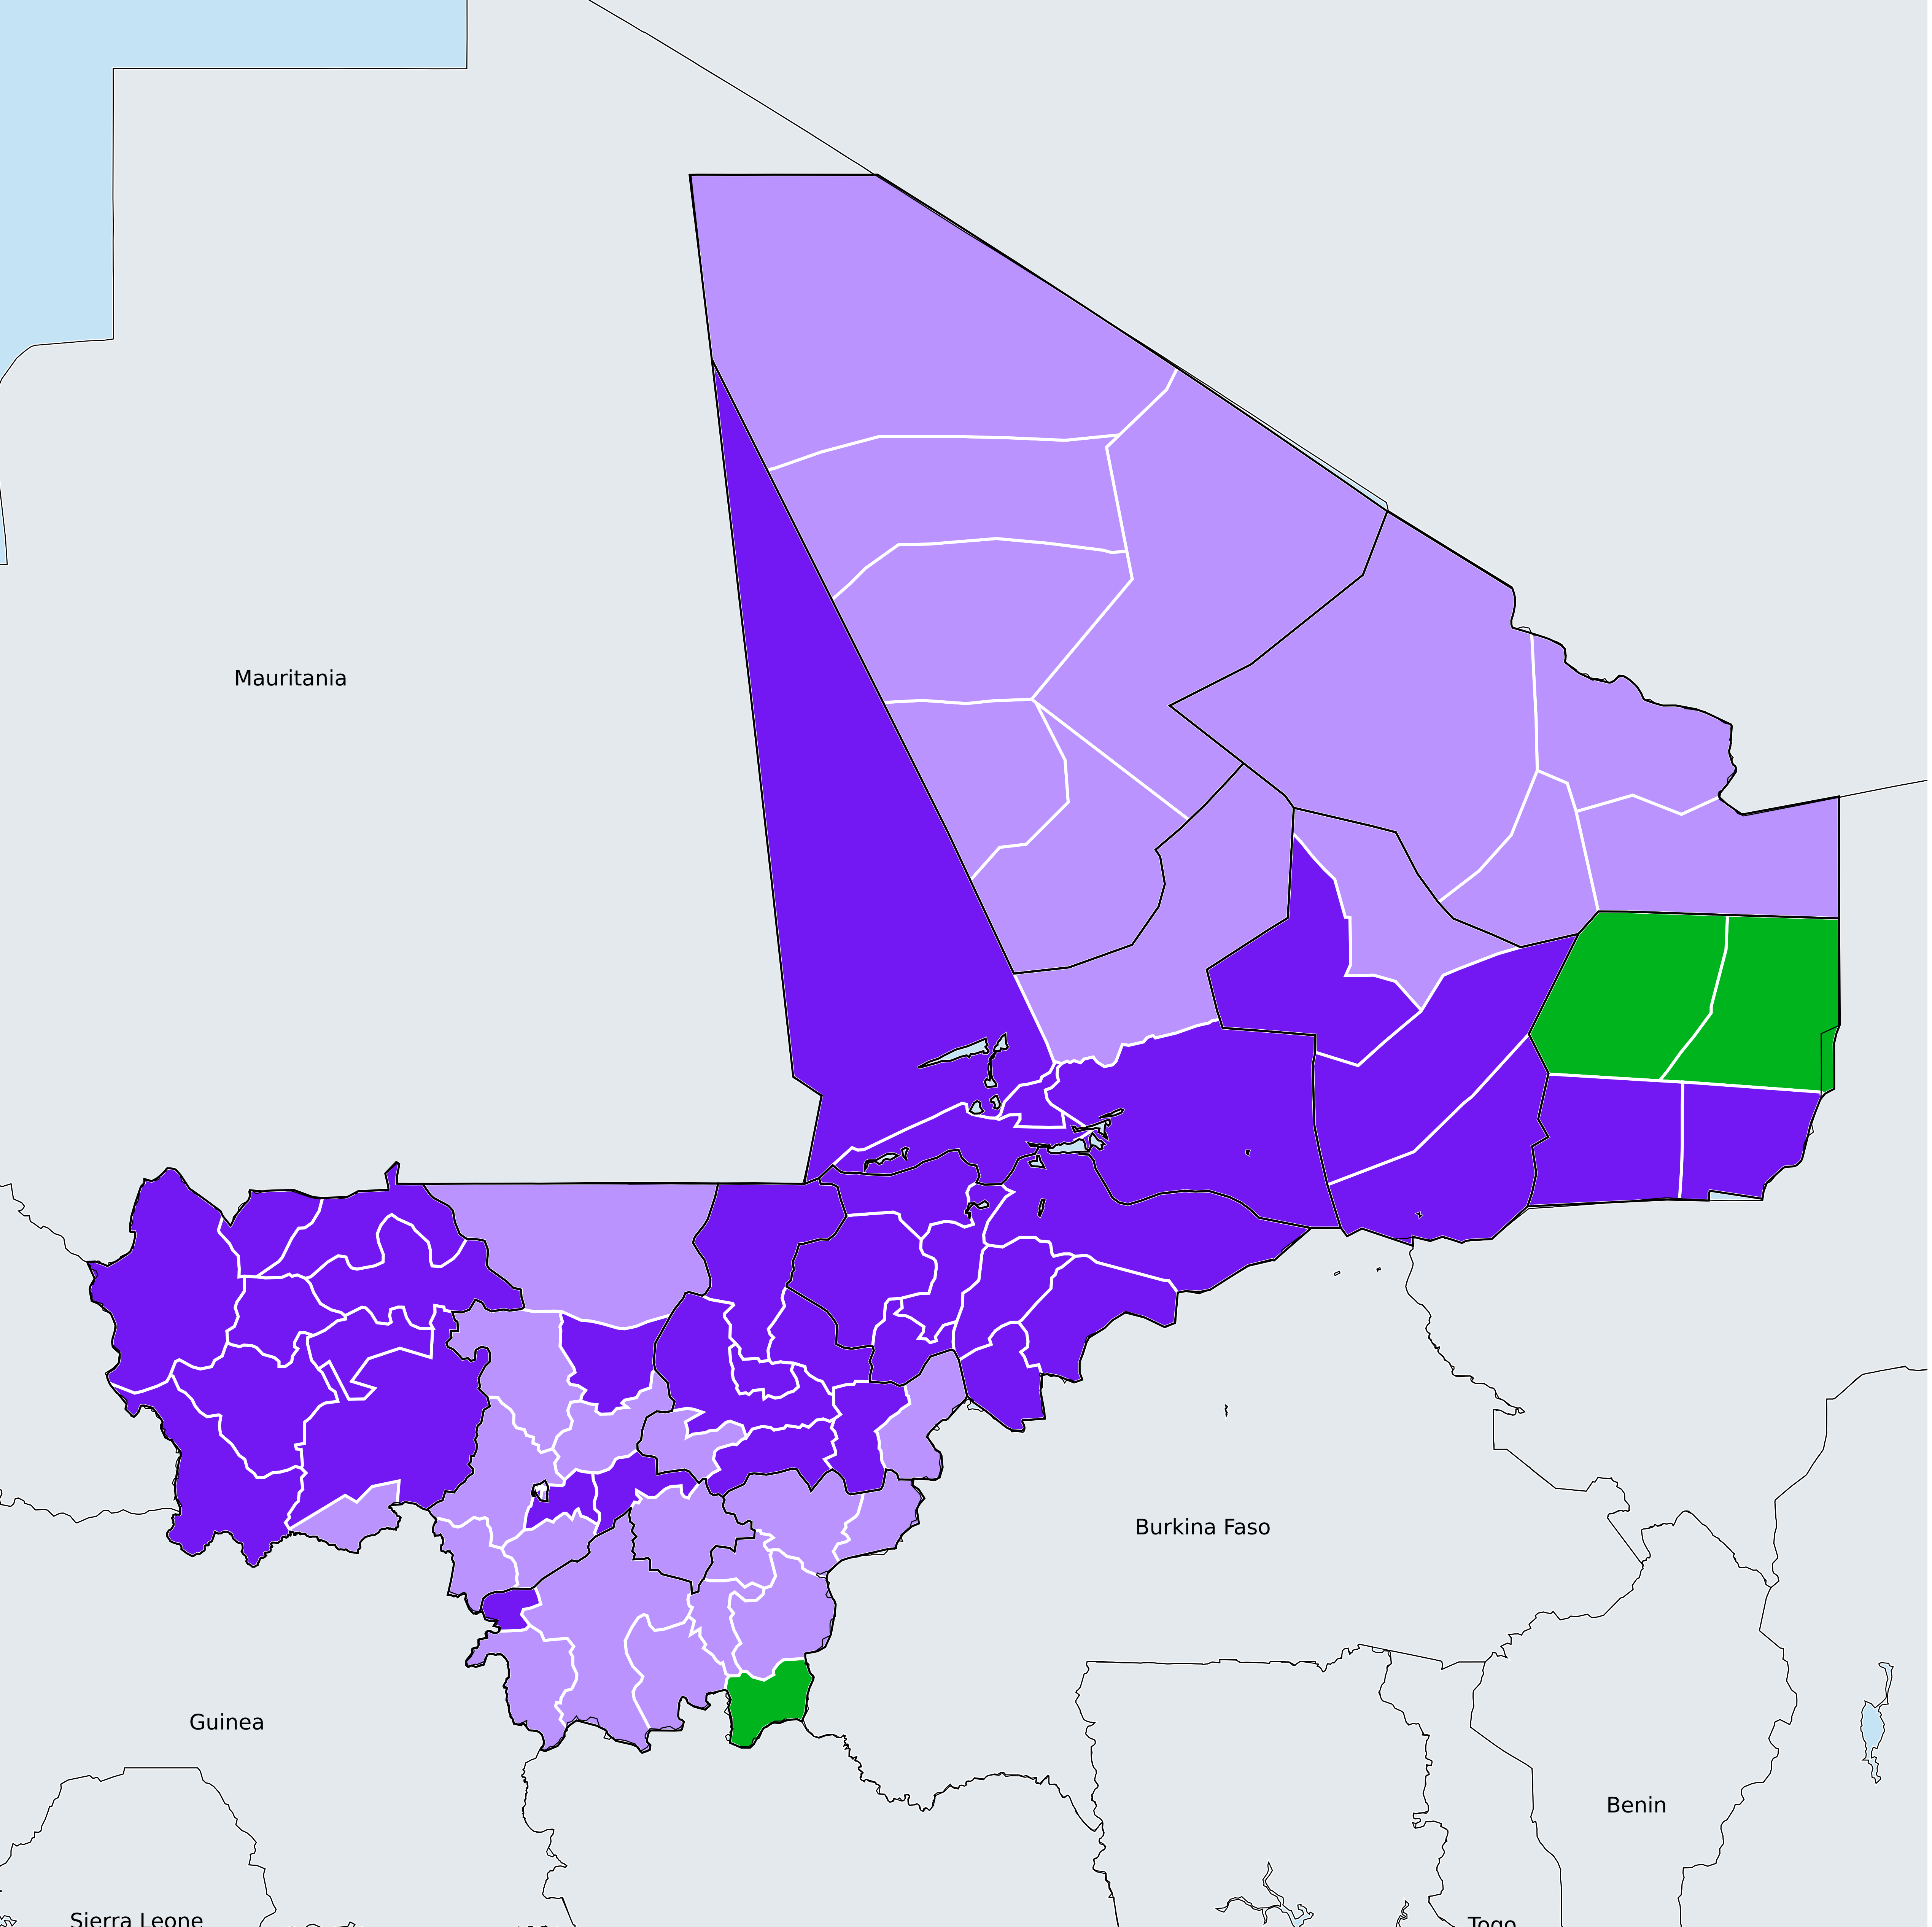 Mauritania
Burkina Faso
Guinea
Benin
Sierra Leone
Togo